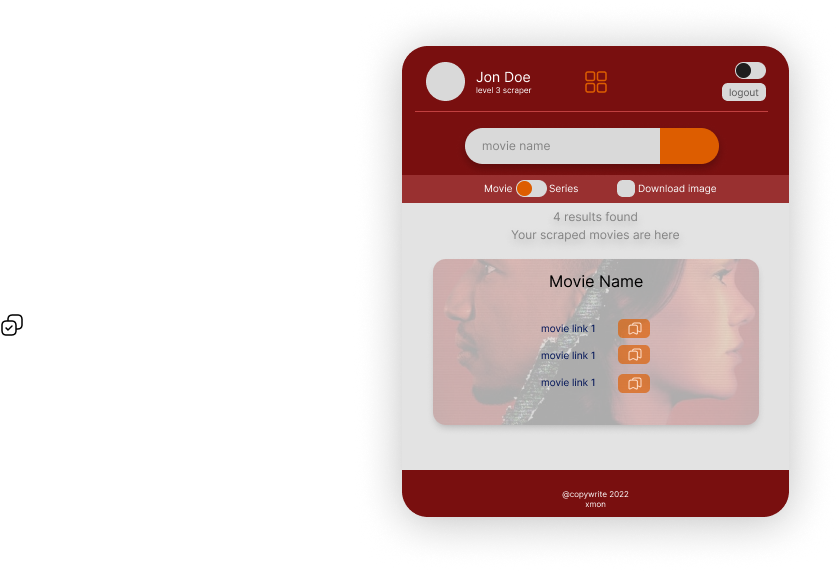 Jon Doe
level 3 scraper
logout
movie name
Movie
Series
Download image
4 results found
Your scraped movies are here
Movie Name
movie link 1
movie link 1
movie link 1
@copywrite 2022
xmon